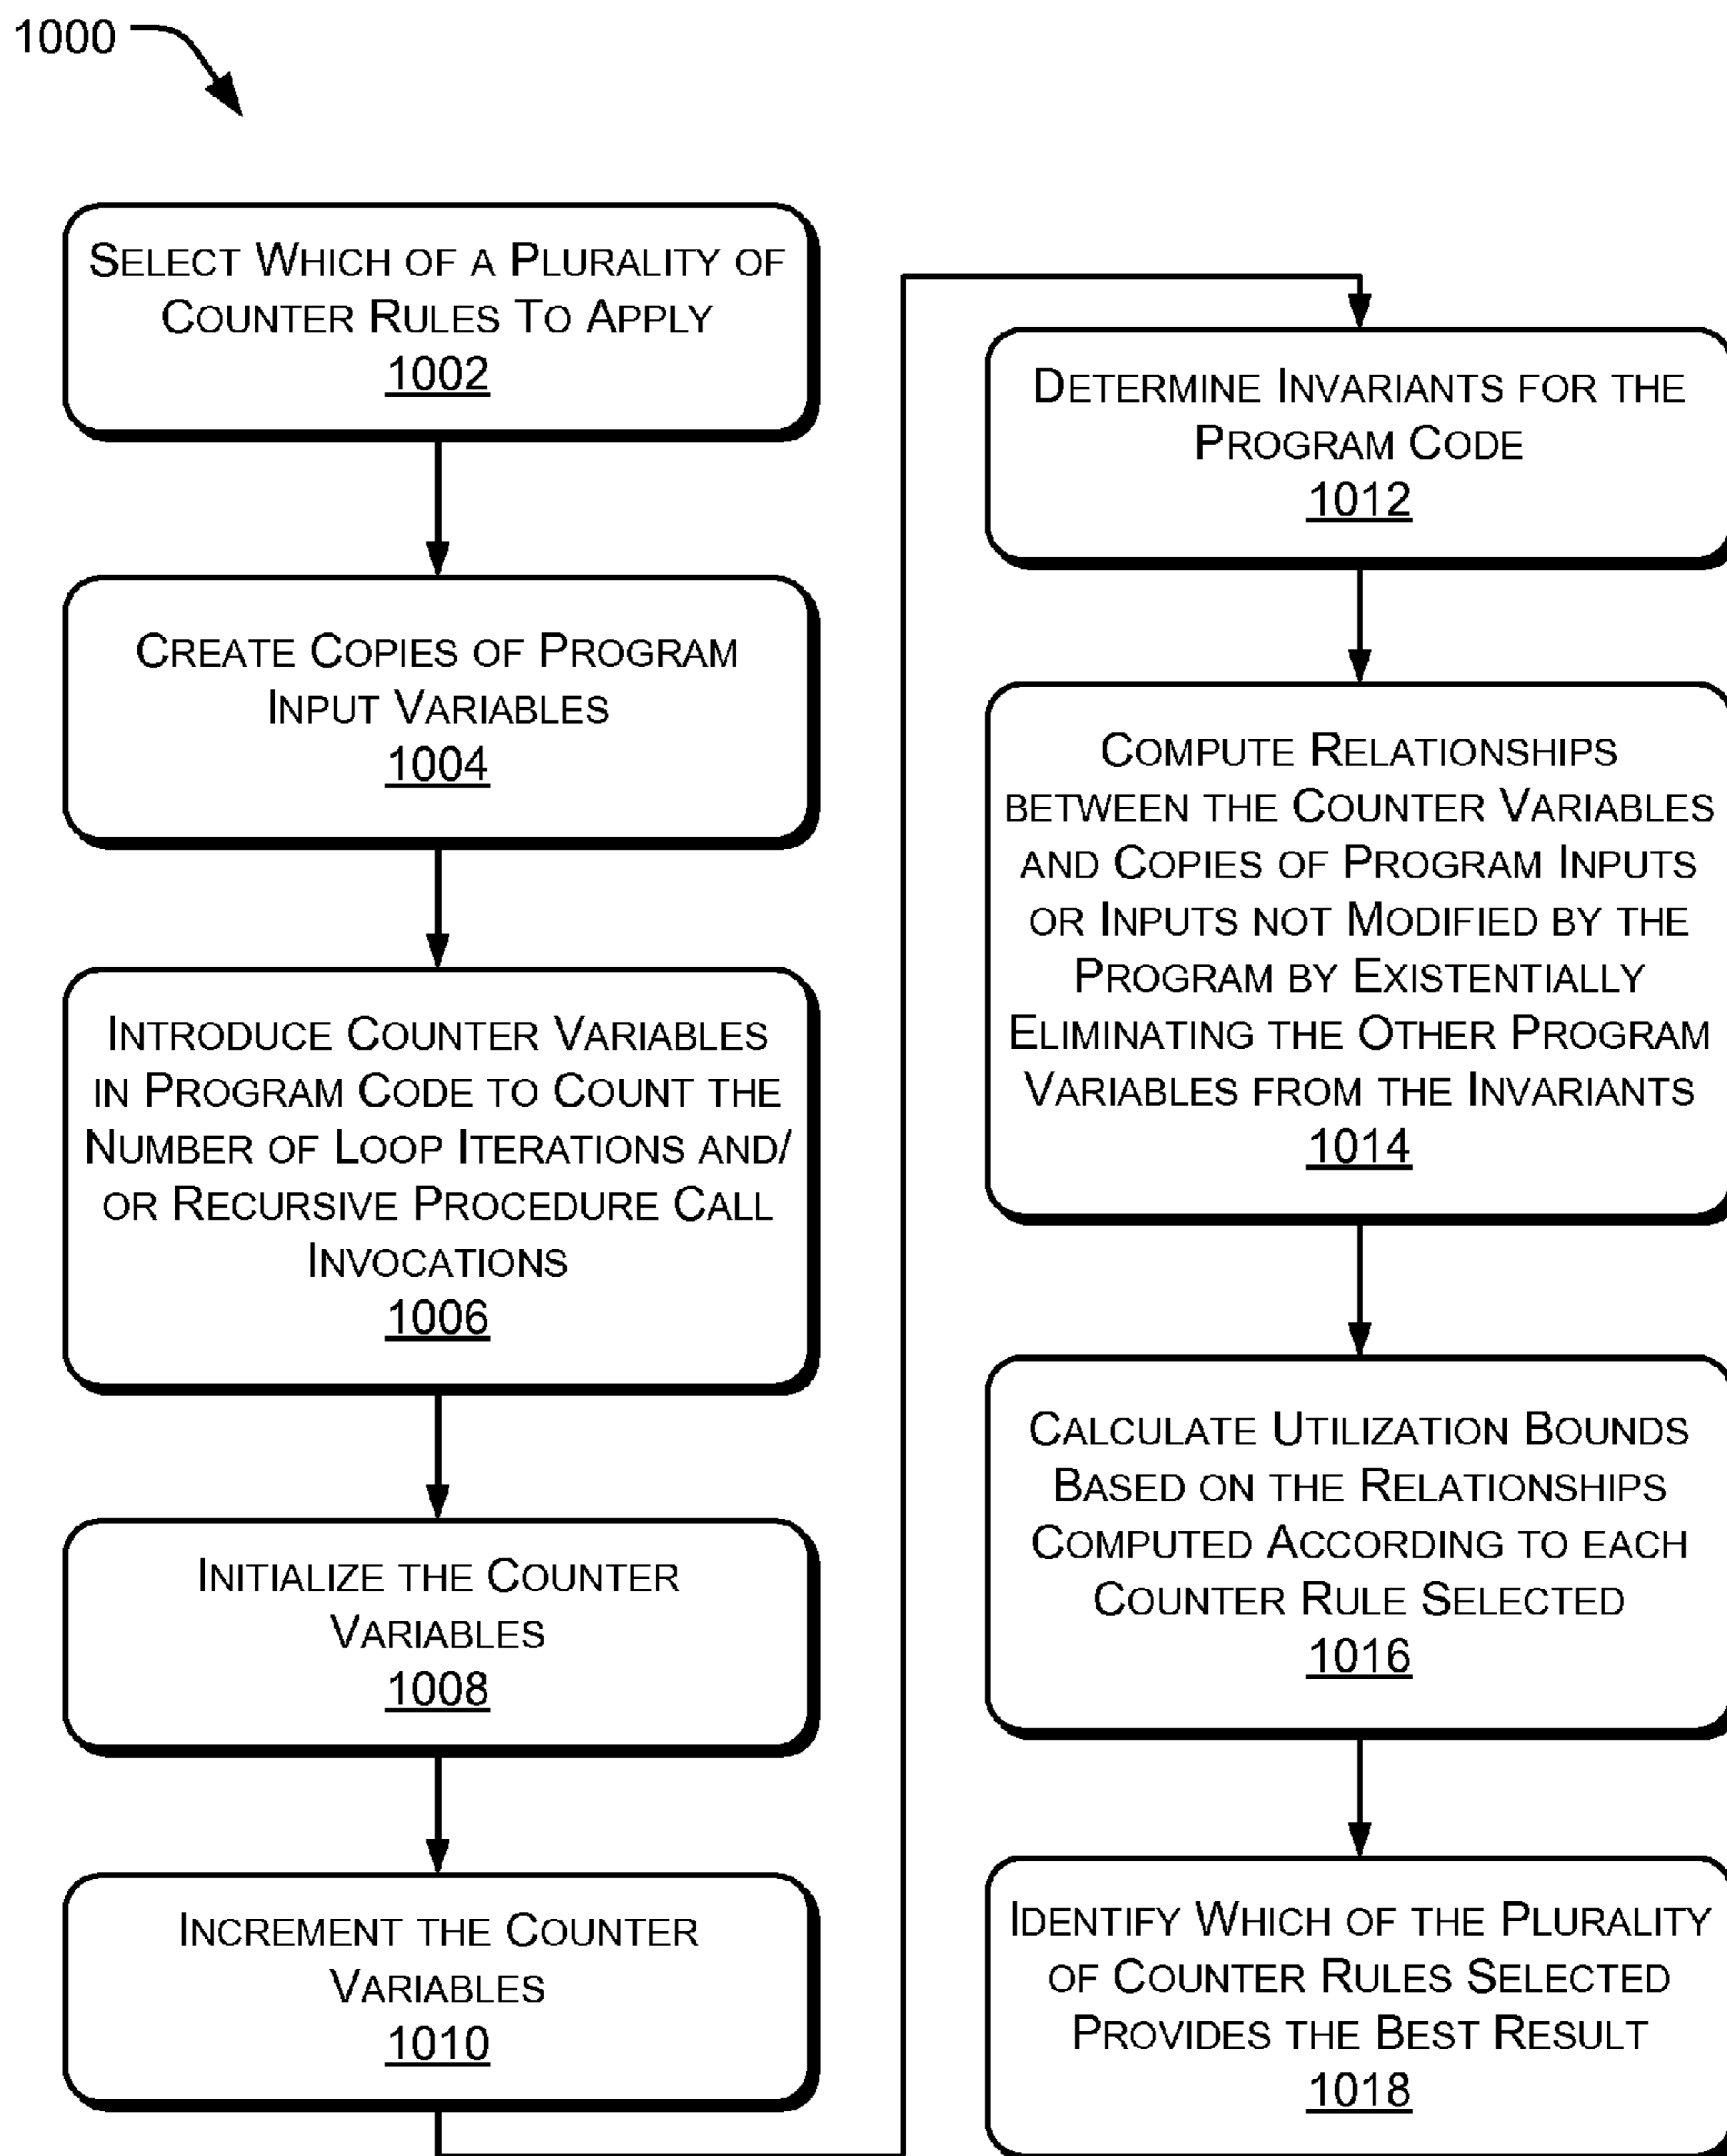 1000
Select Which of a Plurality of
Counter Rules To Apply
1002
Create Copies of Program
Input Variables
1004
Introduce Counter Variables
in Program Code to Count the
Number of Loop Iterations and/
or Recursive Procedure Call
Invocations
1006
Initialize the Counter
Variables
1008
Increment the Counter
Variables
1010
Determine Invariants for the
Program Code
1012
Compute Relationships
between the Counter Variables
and Copies of Program Inputs
or Inputs not Modified by the
Program by Existentially
Eliminating the Other Program
Variables from the Invariants
1014
Calculate Utilization Bounds
Based on the Relationships
Computed According to each
Counter Rule Selected
1016
Identify Which of the Plurality
of Counter Rules Selected
Provides the Best Result
1018